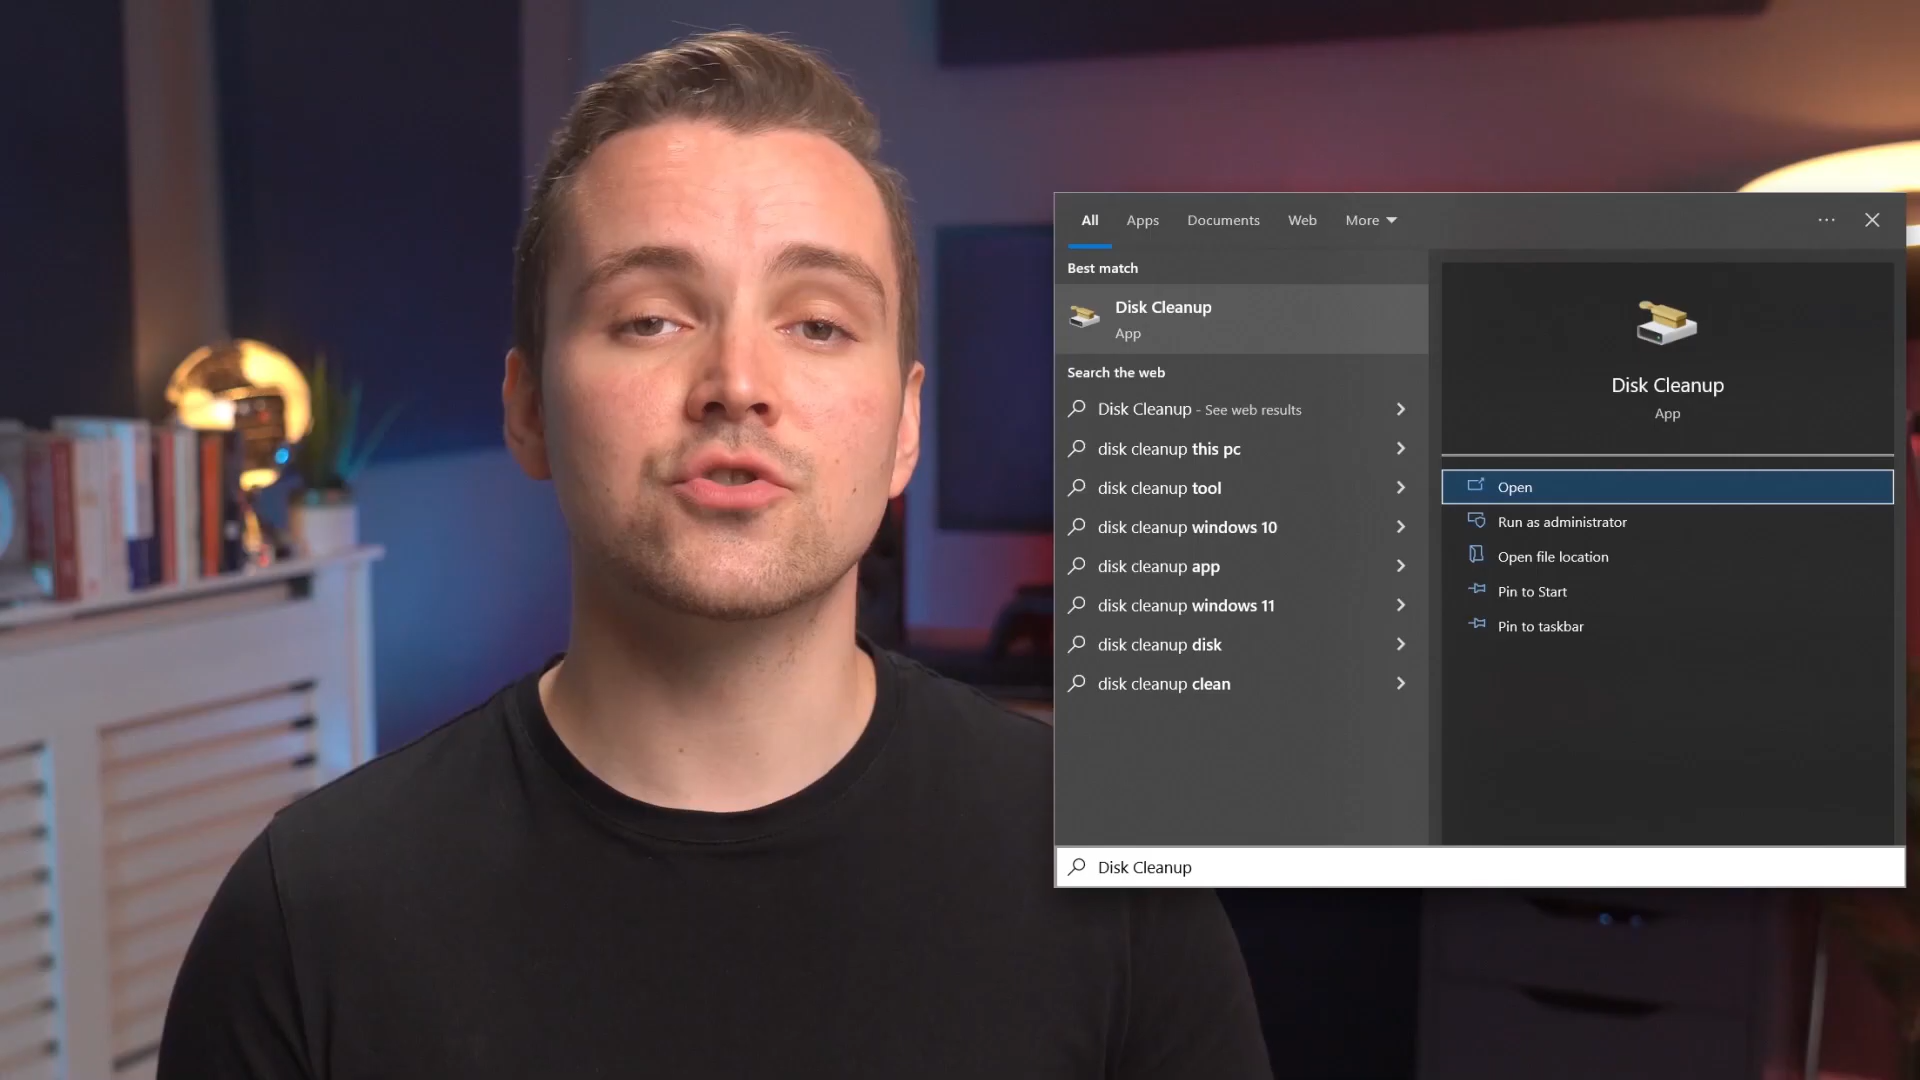 All Apps Documents Web More
Best match
Disk Cleanup
App
Search the web
Disk Cleanup - See web results
disk cleanup this pc
disk cleanup tool
disk cleanup windows 10
disk cleanup app
disk cleanup windows 11
disk cleanup disk
disk cleanup clean
Disk Cleanup
App
Open
Run as administrator
Open file location
Pin to Start
Pin to taskbar
Disk Cleanup